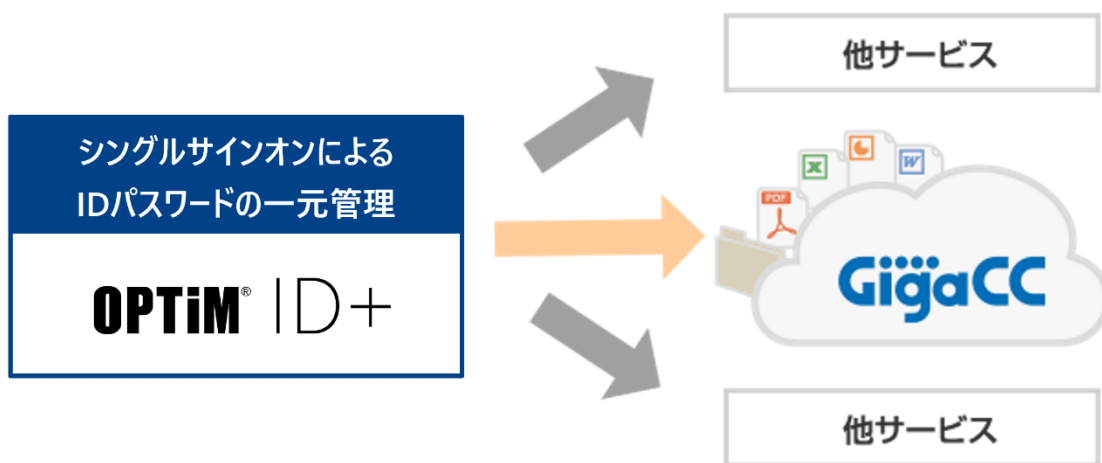 シングルサインオンによる
IDパスワードの一元管理
OPTiM® ID+
他サービス
PDF
X
W
GigaCC
他サービス